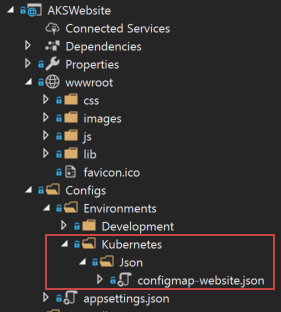 AKSWebsite
Connected Services
Dependencies
Properties
wwwroot
css
images
js
lib
favicon.ico
Configs
Environments
Development
Kubernetes
Json
configmap-website.json
appsettings.json